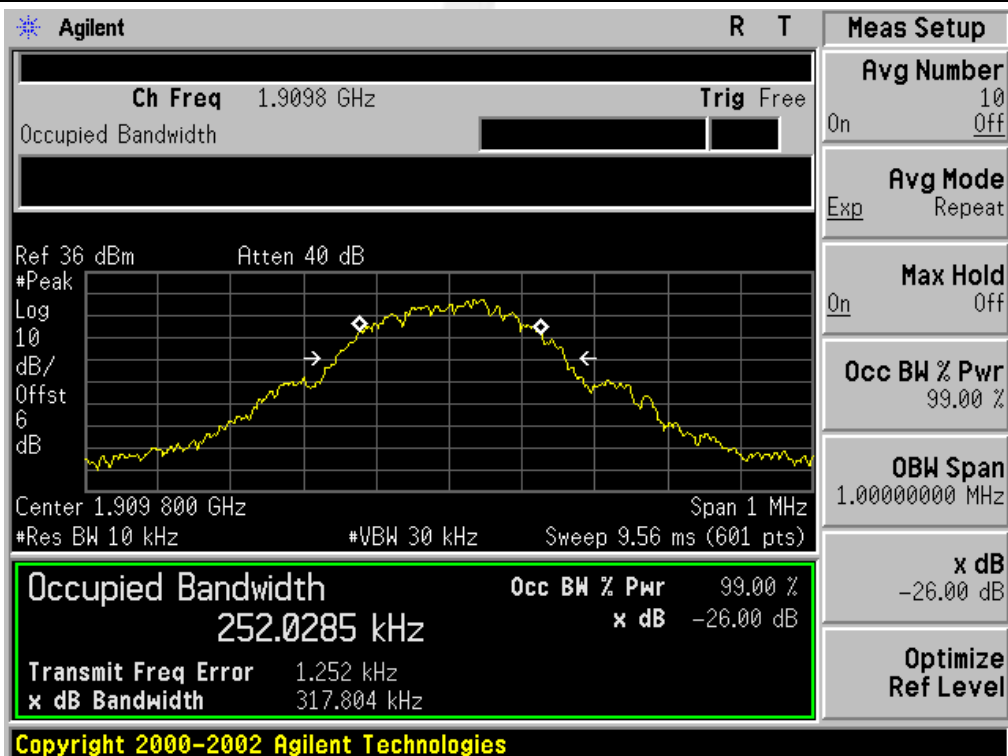 Agilent R T
Meas Setup
Ch Freq 1.9098 GHz Trig Free
Occupied Bandwidth
Avg Number
10
On Off
Avg Mode
Exp Repeat
Max Hold
On Off
Occ BW % Pwr
99.00 %
OBW Span
1.00000000 MHz
x dB
-26.00 dB
Optimize
Ref Level
Ref 36 dBm Atten 40 dB
#Peak
Log
10
dB/
Offst
6
dB
Center 1.909 800 GHz Span 1 MHz
#Res BW 10 kHz #VBW 30 kHz Sweep 9.56 ms (601 pts)
Occupied Bandwidth
252.0285 kHz
Occ BW % Pwr 99.00 %
x dB -26.00 dB
Transmit Freq Error 1.252 kHz
x dB Bandwidth 317.804 kHz
Copyright 2000-2002 Agilent Technologies